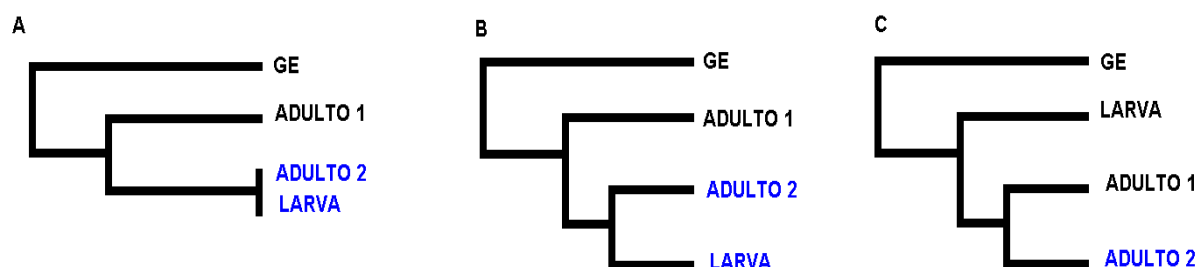 A
GE
ADULTO 1
ADULTO 2
LARVA
B
GE
ADULTO 1
ADULTO 2
LARVA
C
GE
LARVA
ADULTO 1
ADULTO 2